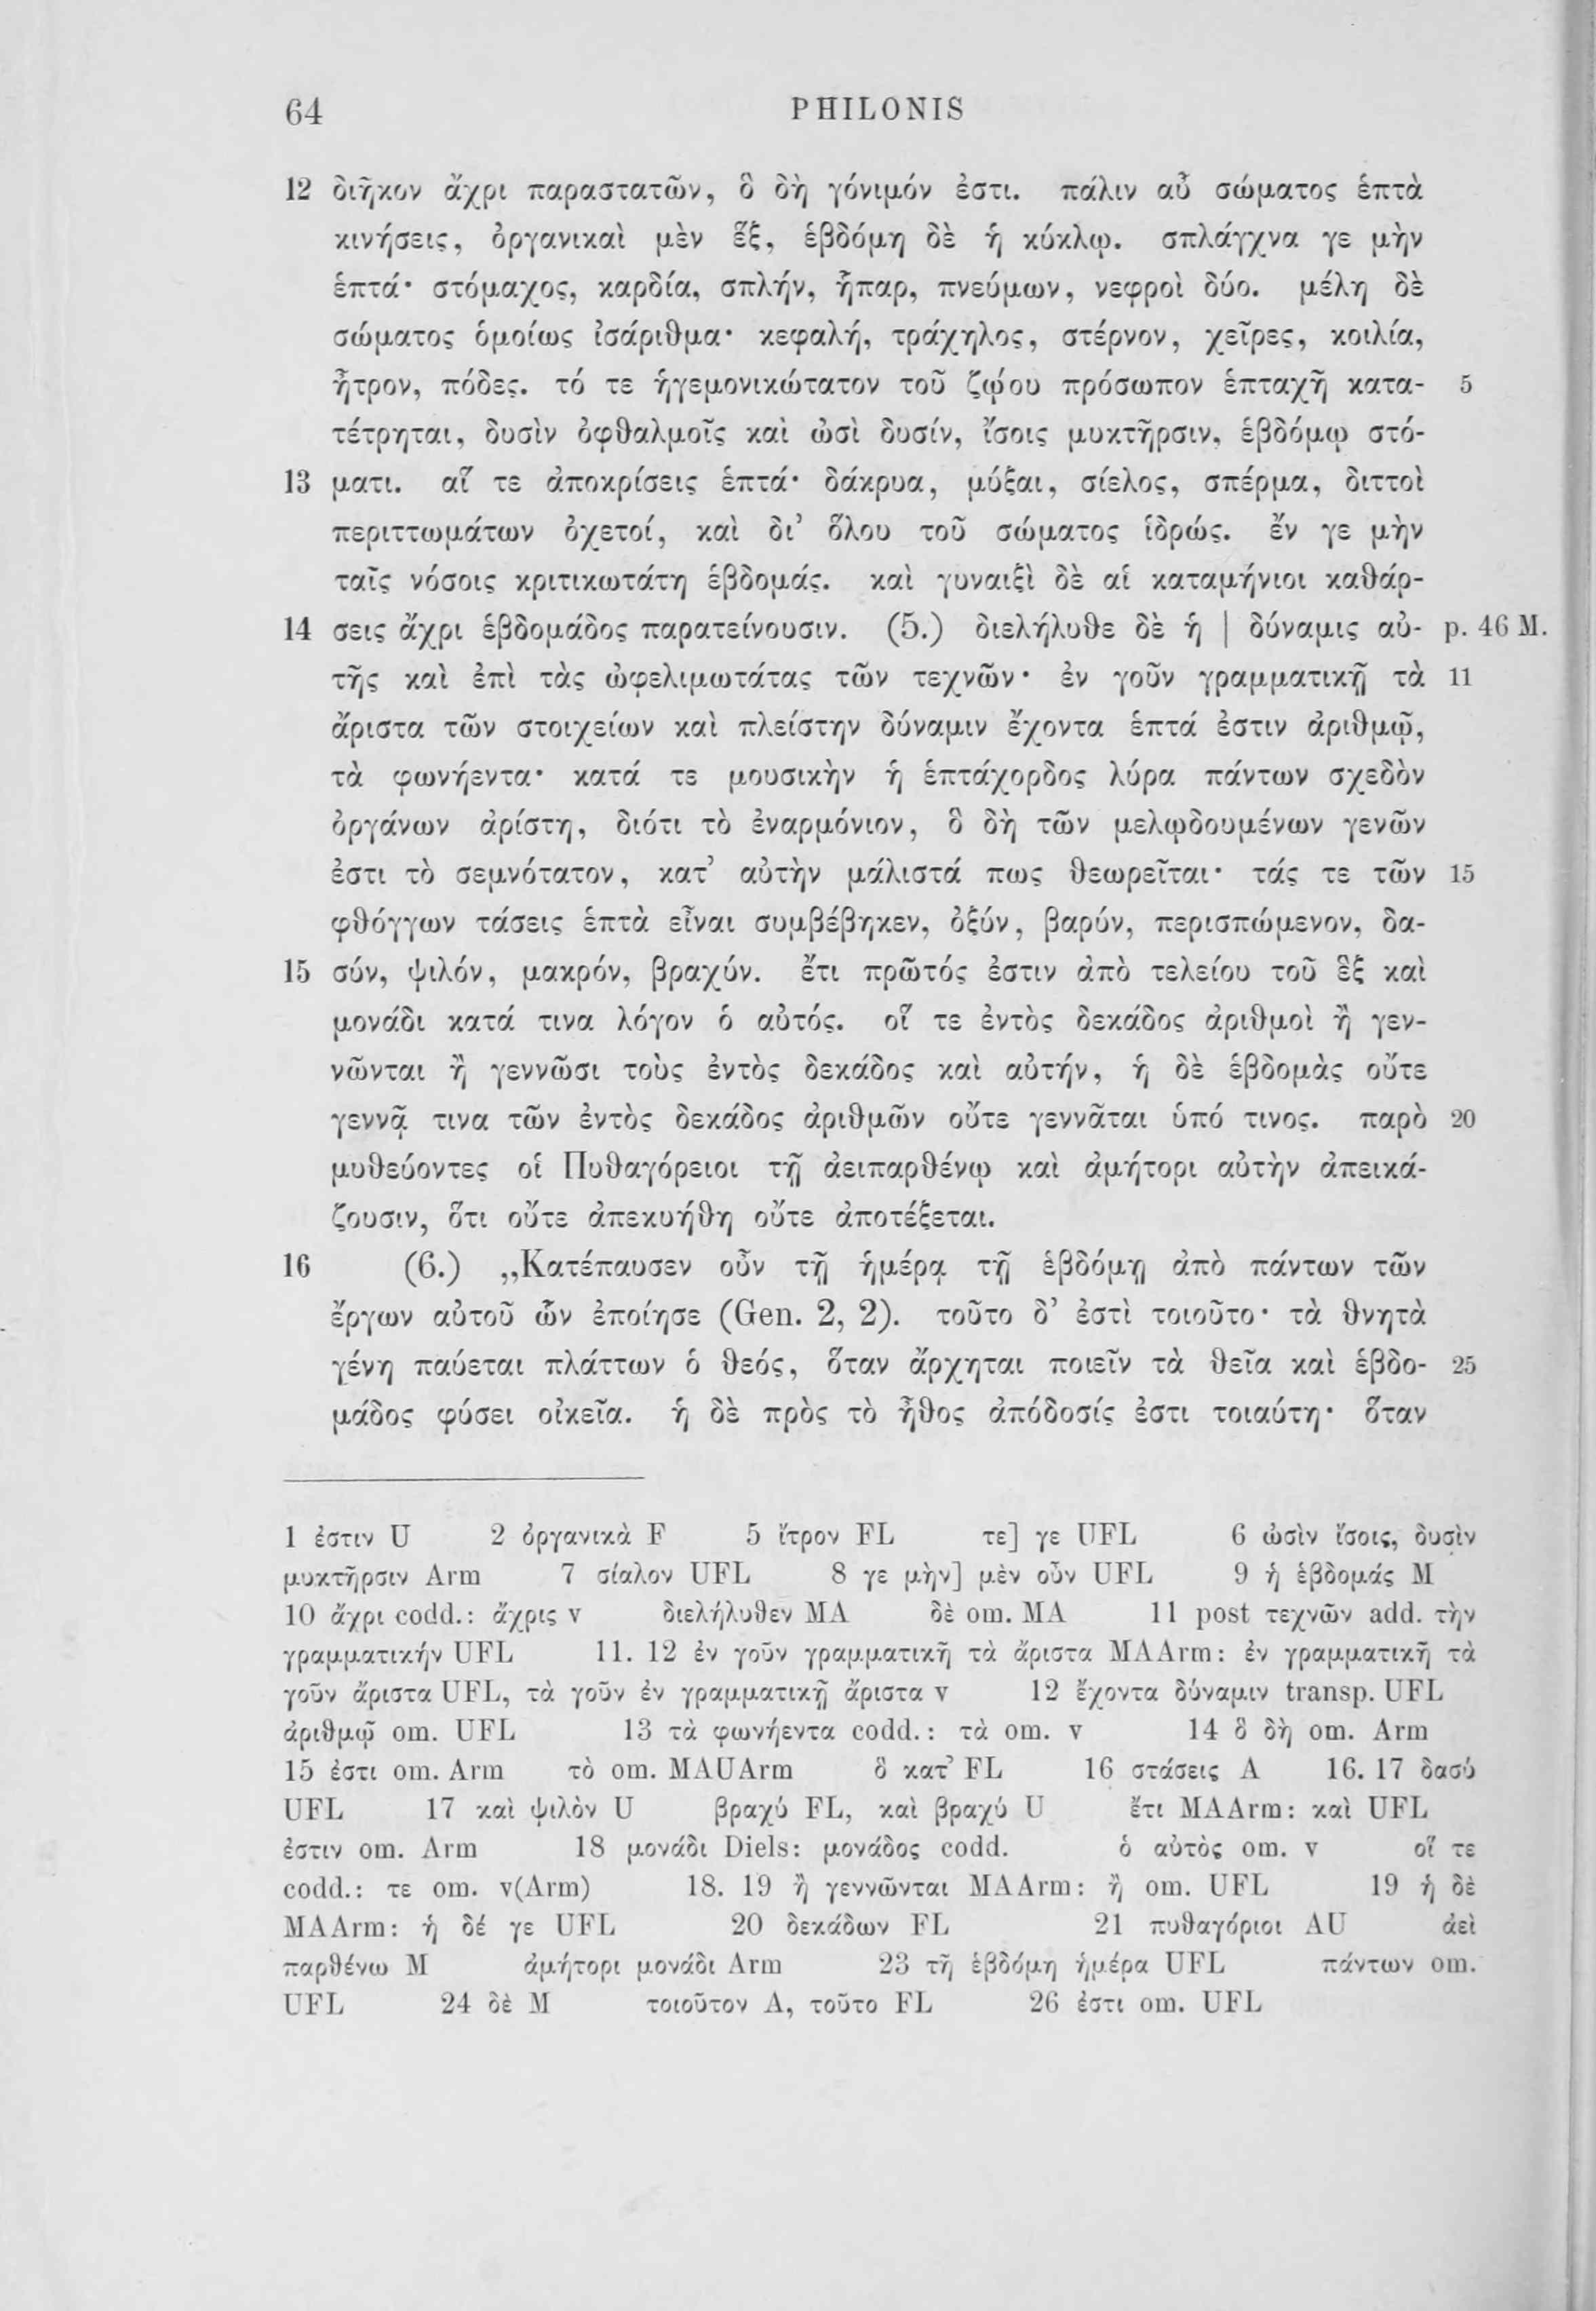 64 PHILONIS
12 διῆκον ἄχρι παραστατῶν, ὃ δὴ γόνιμόν ἐστι. πάλιν αὖ σώματος ἑπτὰ
κινήσεις, ὀργανικαὶ μὲν ἕξ, ἑβδόμη δὲ ἡ κύκλῳ. σπλάγχνα γε μὴν
ἑπτά· στόμαχος, καρδία, σπλήν, ἧπαρ, πνεύμων, νεφροὶ δύο. μέλη δὲ
σώματος ὁμοίως ἰσάριθμα· κεφαλή, τράχηλος, στέρνον, χεῖρες, κοιλία,
ἦτρον, πόδες. τό τε ἡγεμονικώτατον τοῦ ζῴου πρόσωπον ἑπταχῆ κατα- 5
τέτρηται, δυσὶν ὀφθαλμοῖς καὶ ὠσὶ δυσίν, ἴσοις μυκτῆρσιν, ἑβδόμῳ στό-
13 ματι. αἵ τε ἀποκρίσεις ἑπτά· δάκρυα, μύξαι, σίελος, σπέρμα, διττοὶ
περιττωμάτων ὀχετοί, καὶ δι’ ὅλου τοῦ σώματος ἱδρώς. ἔν γε μὴν
ταῖς νόσοις κριτικωτάτη ἑβδομάς. καὶ γυναιξὶ δὲ αἱ καταμήνιοι καθάρ-
14 σεις ἄχρι ἑβδομάδος παρατείνουσιν. (5.) διελήλυθε δὲ ἡ | δύναμις αὐ- p. 46 M.
τῆς καὶ ἐπὶ τὰς ὠφελιμωτάτας τῶν τεχνῶν· ἐν γοῦν γραμματικῇ τὰ 11
ἄριστα τῶν στοιχείων καὶ πλείστην δύναμιν ἔχοντα ἑπτά ἐστιν ἀριθμῷ,
τὰ φωνήεντα· κατά τε μουσικὴν ἡ ἑπτάχορδος λύρα πάντων σχεδὸν
ὀργάνων ἀρίστη, διότι τὸ ἐναρμόνιον, ὃ δὴ τῶν μελῳδουμένων γενῶν
ἐστι τὸ σεμνότατον, κατ’ αὐτὴν μάλιστά πως θεωρεῖται· τάς τε τῶν 15
φθόγγων τάσεις ἑπτὰ εἶναι συμβέβηκεν, ὀξύν, βαρύν, περισπώμενον, δα-
15 σύν, ψιλόν, μακρόν, βραχύν. ἔτι πρῶτός ἐστιν ἀπὸ τελείου τοῦ ἓξ καὶ
μονάδι κατά τινα λόγον ὁ αὐτός. οἵ τε ἐντὸς δεκάδος ἀριθμοὶ ἢ γεν-
νῶνται ἢ γεννῶσι τοὺς ἐντὸς δεκάδος καὶ αὐτήν, ἡ δὲ ἑβδομὰς οὔτε
γεννᾷ τινα τῶν ἐντὸς δεκάδος ἀριθμῶν οὔτε γεννᾶται ὑπό τινος. παρὸ 20
μυθεύοντες οἱ Πυθαγόρειοι τῇ ἀειπαρθένῳ καὶ ἀμήτορι αὐτὴν ἀπεικά-
ζουσιν, ὅτι οὔτε ἀπεκυήθη οὔτε ἀποτέξεται.
16 (6.) „Κατέπαυσεν οὖν τῇ ἡμέρᾳ τῇ ἑβδόμῃ ἀπὸ πάντων τῶν
ἔργων αὐτοῦ ὧν ἐποίησε (Gen. 2, 2). τοῦτο δ’ ἐστὶ τοιοῦτο· τὰ θνητὰ
γένη παύεται πλάττων ὁ θεός, ὅταν ἄρχηται ποιεῖν τὰ θεῖα καὶ ἑβδο- 25
μάδος φύσει οἰκεῖα. ἡ δὲ πρὸς τὸ ἦθος ἀπόδοσίς ἐστι τοιαύτη· ὅταν
1 ἐστιν U 2 ὀργανικὰ F 5 ἴτρον FL τε] γε UFL 6 ὠσὶν ἴσοις, δυσὶν
μυκτῆρσιν Arm 7 σίαλον UFL 8 γε μὴν] μὲν οὖν UFL 9 ἡ ἑβδομάς M
10 ἄχρι codd.: ἄχρις v διελήλυθεν MA δὲ om. MA 11 post τεχνῶν add. τὴν
γραμματικήν UFL 11. 12 ἐν γοῦν γραμματικῇ τὰ ἄριστα MAArm: ἐν γραμματικῇ τὰ
γοῦν ἄριστα UFL, τὰ γοῦν ἐν γραμματικῇ ἄριστα v 12 ἔχοντα δύναμιν transp. UFL
ἀριθμῷ om. UFL 13 τὰ φωνήεντα codd.: τὰ om. v 14 ὃ δὴ om. Arm
15 ἐστι om. Arm τὸ om. MAUArm ὃ κατ’ FL 16 στάσεις A 16. 17 δασύ
UFL 17 καὶ ψιλὸν U βραχύ FL, καὶ βραχύ U ἔτι MAArm: καὶ UFL
ἐστιν om. Arm 18 μονάδι Diels: μονάδος codd. ὁ αὐτὸς om. v οἵ τε
codd.: τε om. v(Arm) 18. 19 ἢ γεννῶνται MAArm: ἢ om. UFL 19 ἡ δὲ
MAArm: ἡ δέ γε UFL 20 δεκάδων FL 21 πυθαγόριοι AU ἀεὶ
παρθένω M ἀμήτορι μονάδι Arm 23 τῇ ἑβδόμῃ ἡμέρα UFL πάντων om.
UFL 24 δὲ M τοιοῦτον A, τοῦτο FL 26 ἐστι om. UFL